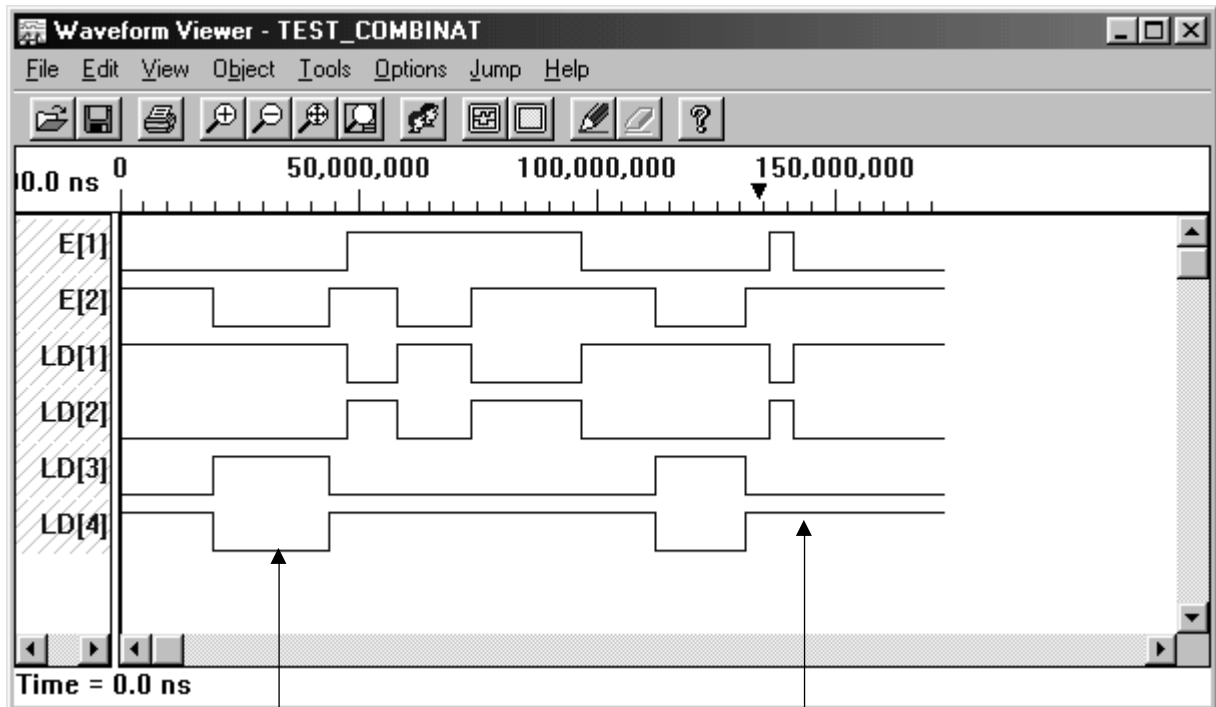 Waveform Viewer - TEST_COMBINAT
File Edit View Object Tools Options Jump Help
0 50,000,000 100,000,000 150,000,000
0.0 ns
E[1]
E[2]
LD[1]
LD[2]
LD[3]
LD[4]
Time = 0.0 ns